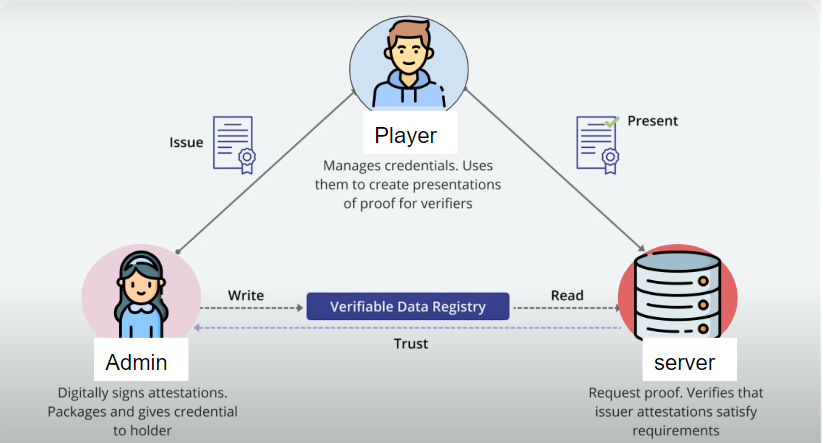 Player
Issue
Present
Manages credentials. Uses
them to create presentations
of proof for verifiers
Write
Verifiable Data Registry
Read
Trust
Admin
server
Digitally signs attestations.
Packages and gives credential
to holder
Request proof. Verifies that
issuer attestations satisfy
requirements